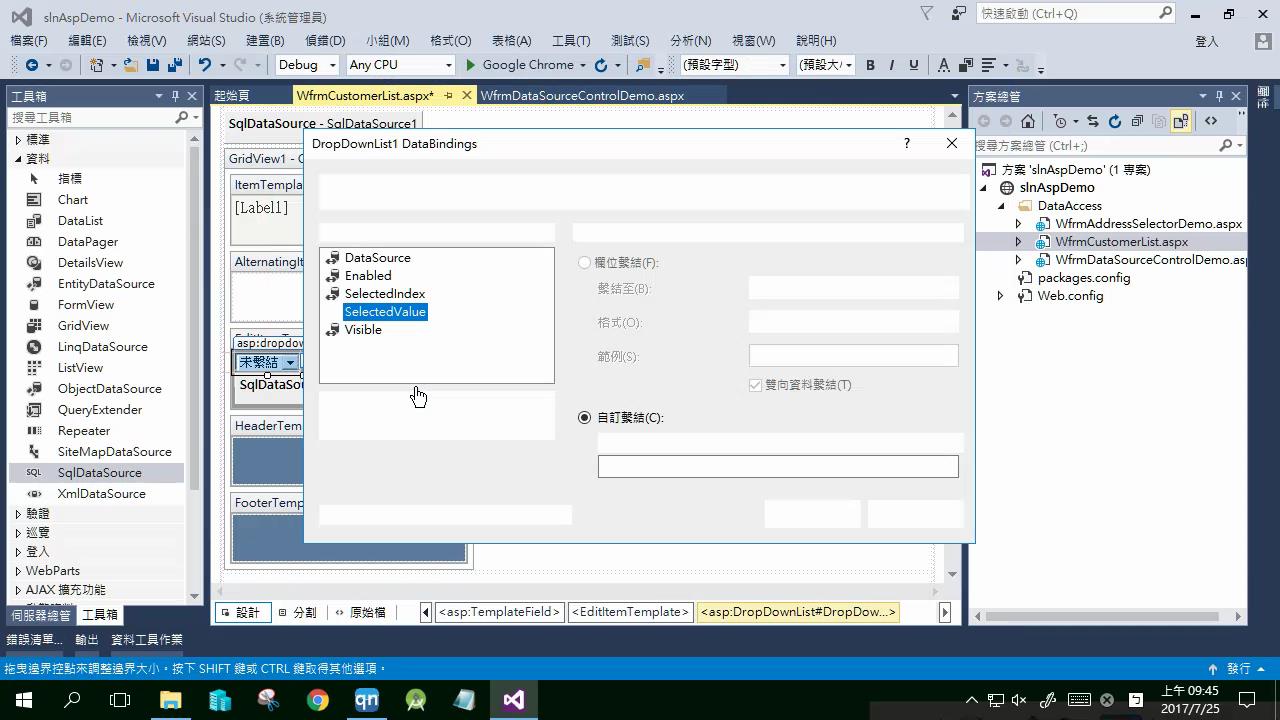 slnAspDemo - Microsoft Visual Studio (系統管理員)
快速啟動 (Ctrl+Q)
檔案(F) 編輯(E) 檢視(V) 網站(S) 建置(B) 偵錯(D) 小組(M) 格式(O) 表格(A) 工具(T) 測試(S) 分析(N) 視窗(W) 說明(H) 登入
Debug Any CPU Google Chrome (預設字型) (預設大 B I U A
工具箱
搜尋工具箱
標準
資料
指標
Chart
DataList
DataPager
DetailsView
EntityDataSource
FormView
GridView
LinqDataSource
ListView
ObjectDataSource
QueryExtender
Repeater
SiteMapDataSource
SQL SqlDataSource
XmlDataSource
驗證
巡覽
登入
WebParts
AJAX 擴充功能
伺服器總管 工具箱
起始頁 WfrmCustomerList.aspx* WfrmDataSourceControlDemo.aspx
SqlDataSource - SqlDataSource1
GridView1 - C
ItemTempla
[Label1]
AlternatingIt
asp:dropdow
未繫結
SqlDataSou
HeaderTem
FooterTemp
DropDownList1 DataBindings ?
DataSource
Enabled
SelectedIndex
SelectedValue
Visible
欄位繫結(F):
繫結至(B):
格式(O):
範例(S):
雙向資料繫結(T)
自訂繫結(C):
設計 分割 原始檔 <asp:TemplateField> <EditItemTemplate> <asp:DropDownList#DropDow...>
方案總管
搜尋方案總管 (Ctrl+;)
方案 'slnAspDemo' (1 專案)
slnAspDemo
DataAccess
WfrmAddressSelectorDemo.aspx
WfrmCustomerList.aspx
WfrmDataSourceControlDemo.as
packages.config
Web.config
錯誤清單... 輸出 資料工具作業
拖曳邊界控點來調整邊界大小。按下 SHIFT 鍵或 CTRL 鍵取得其他選項。
發行
qn
上午 09:45
2017/7/25